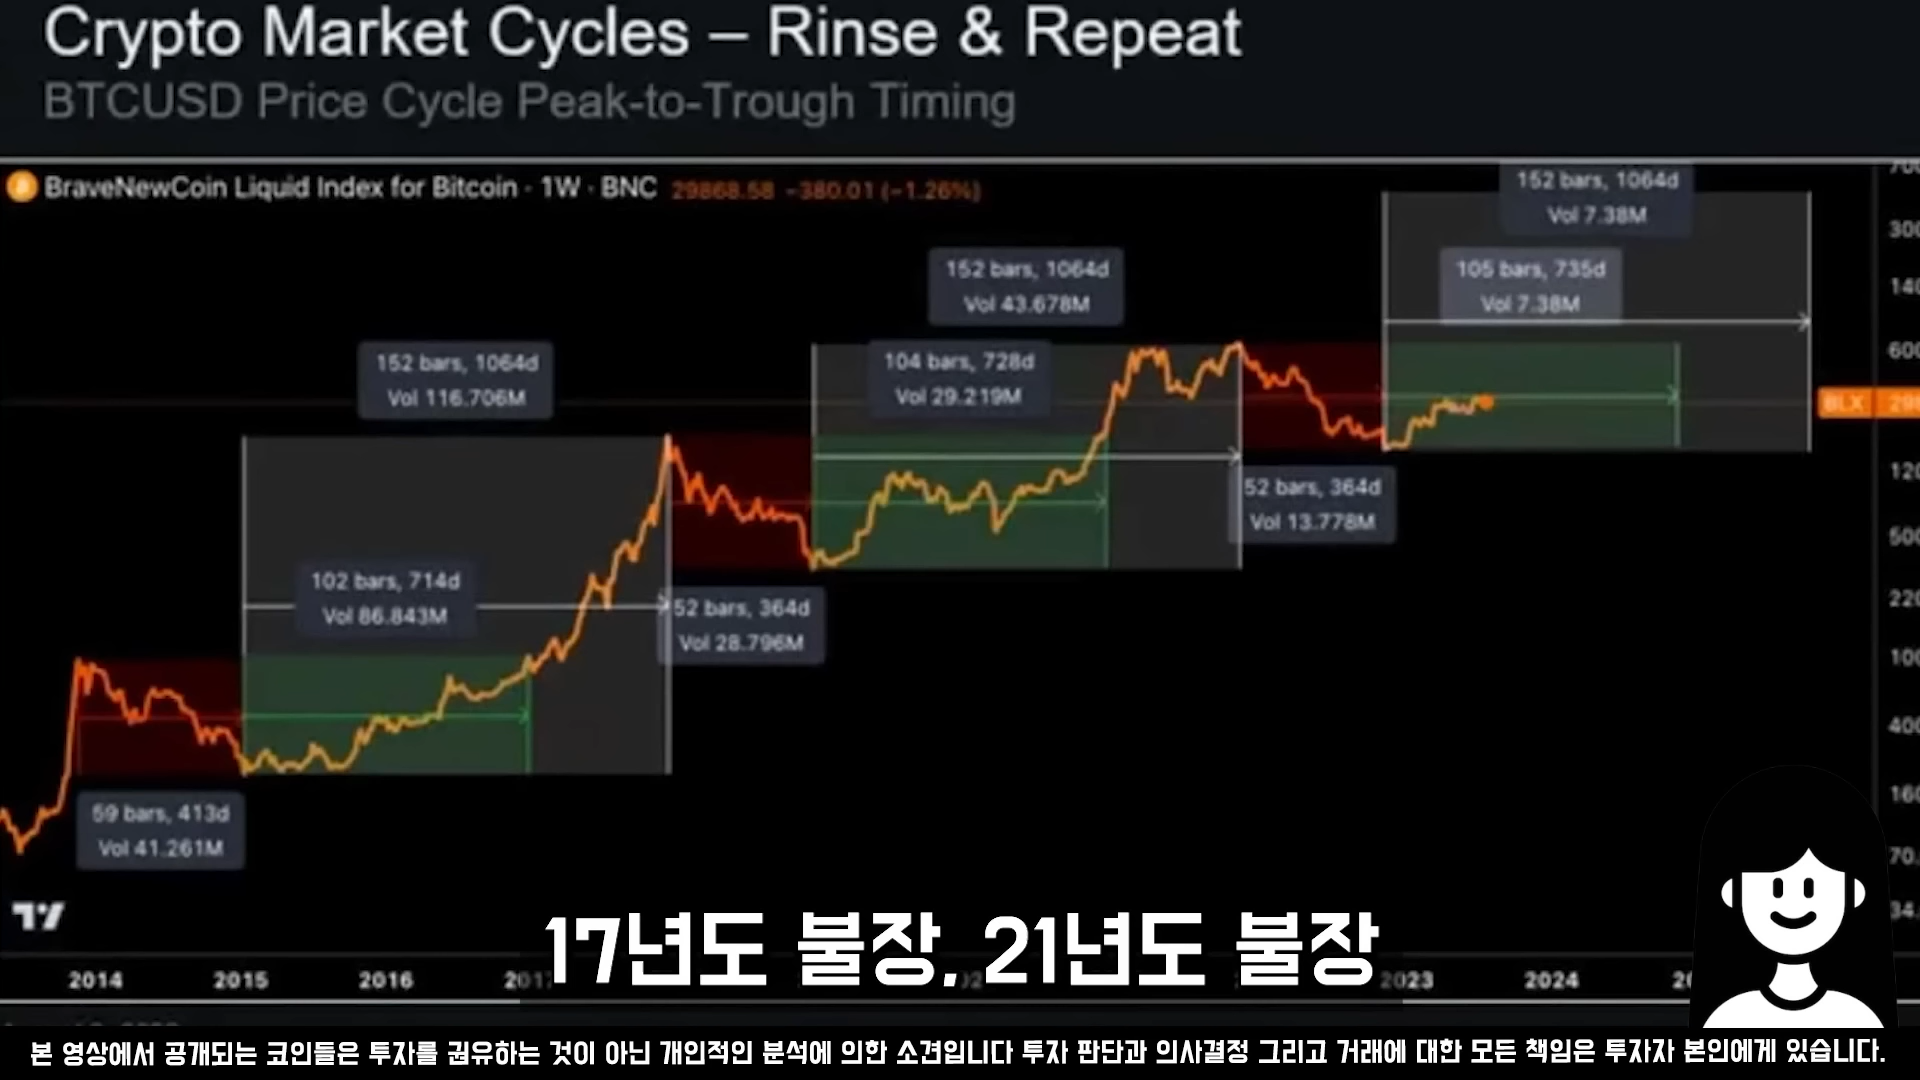 Crypto Market Cycles – Rinse & Repeat
BTCUSD Price Cycle Peak-to-Trough Timing
BraveNewCoin Liquid Index for Bitcoin · 1W · BNC 29868.58 −380.01 (−1.26%)
152 bars, 1064d
Vol 7.38M
105 bars, 735d
Vol 7.38M
152 bars, 1064d
Vol 43.678M
152 bars, 1064d
Vol 116.706M
104 bars, 728d
Vol 29.219M
BLX
52 bars, 364d
Vol 13.778M
102 bars, 714d
Vol 86.843M
52 bars, 364d
Vol 28.796M
59 bars, 413d
Vol 41.261M
17년도 불장, 21년도 불장
2014 2015 2016 2017 2023 2024
본 영상에서 공개되는 코인들은 투자를 권유하는 것이 아닌 개인적인 분석에 의한 소견입니다 투자 판단과 의사결정 그리고 거래에 대한 모든 책임은 투자자 본인에게 있습니다.